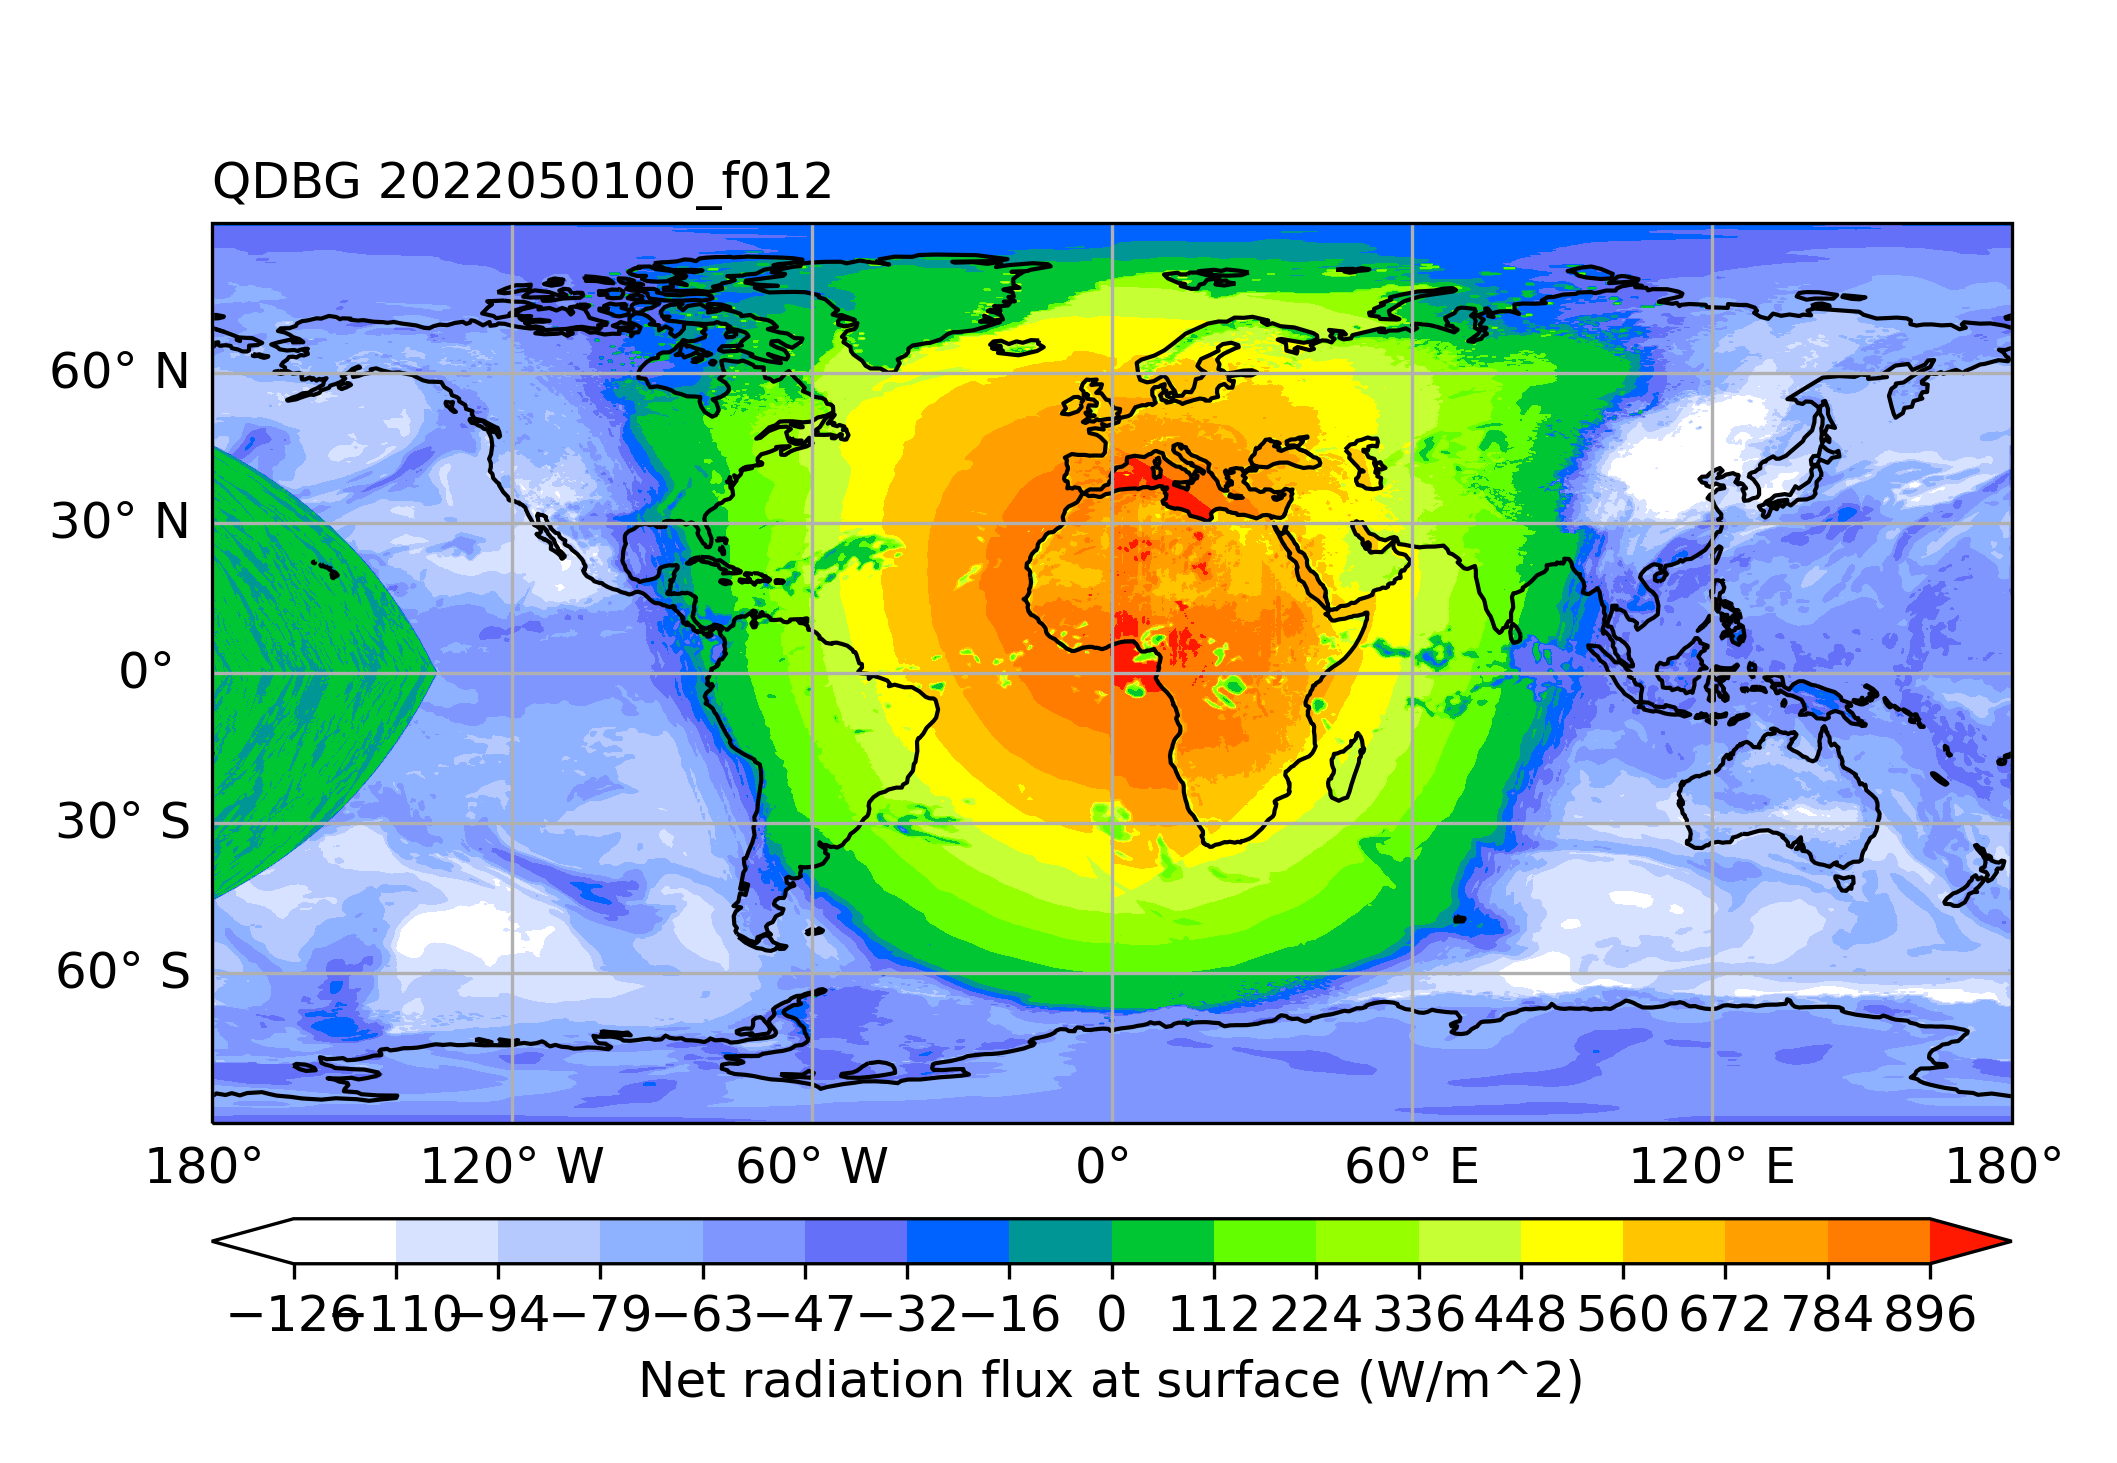 QDBG 2022050100_f012
60° N
30° N
0°
30° S
60° S
180° 120° W 60° W 0° 60° E 120° E 180°
−126 −110 −94 −79 −63 −47 −32 −16 0 112 224 336 448 560 672 784 896
Net radiation flux at surface (W/m^2)